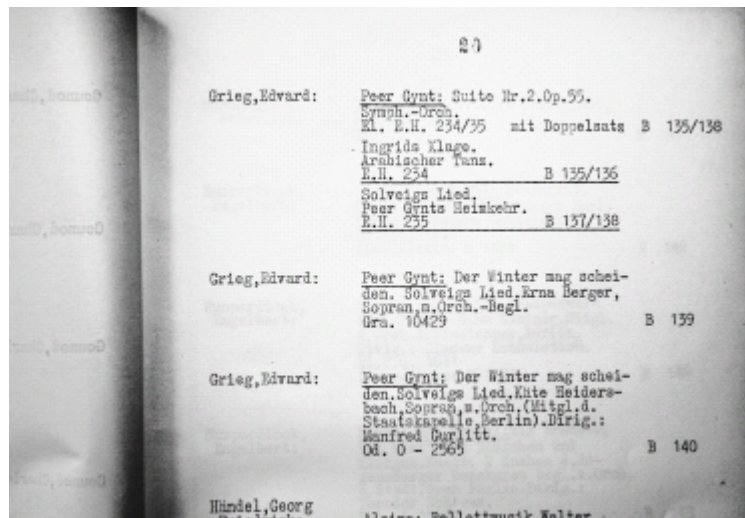 20
Grieg,Edvard: Peer Gynt: Suite Nr.2.Op.55.
Symph.-Orch.
Kl. E.H. 234/35 mit Doppelsatz B 135/138
Ingrids Klage.
Arabischer Tanz.
E.H. 234 B 135/136
Solveigs Lied.
Peer Gynts Heimkehr.
E.H. 235 B 137/138
Grieg,Edvard: Peer Gynt: Der Winter mag schei-
den. Solveigs Lied.Erna Berger,
Sopran,m.Orch.-Begl.
Gra. 10429 B 139
Grieg,Edvard: Peer Gynt: Der Winter mag schei-
den.Solveigs Lied.Käte Heiders-
bach,Sopran,m.Orch.(Mitgl.d.
Staatskapelle,Berlin).Dirig.:
Manfred Gurlitt.
Od. O - 2565 B 140
Händel,Georg
Alcina: Ballettmusik Walter